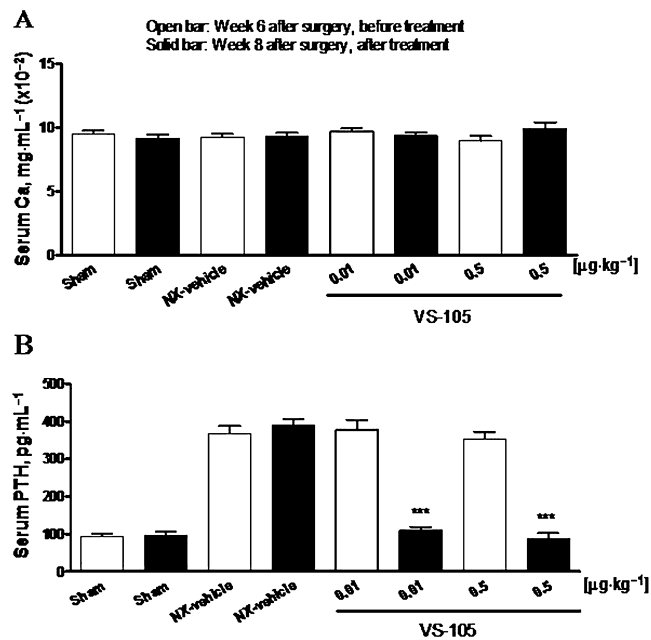 A
Open bar: Week 6 after surgery, before treatment
Solid bar: Week 8 after surgery, after treatment
Serum Ca, mg·mL⁻¹ (x10⁻²)
15
10
5
0
Sham Sham NX-vehicle NX-vehicle 0.01 0.01 0.5 0.5 [µg·kg⁻¹]
VS-105
B
Serum PTH, pg·mL⁻¹
500
400
300
200
100
0
*** ***
Sham Sham NX-vehicle NX-vehicle 0.01 0.01 0.5 0.5 [µg·kg⁻¹]
VS-105